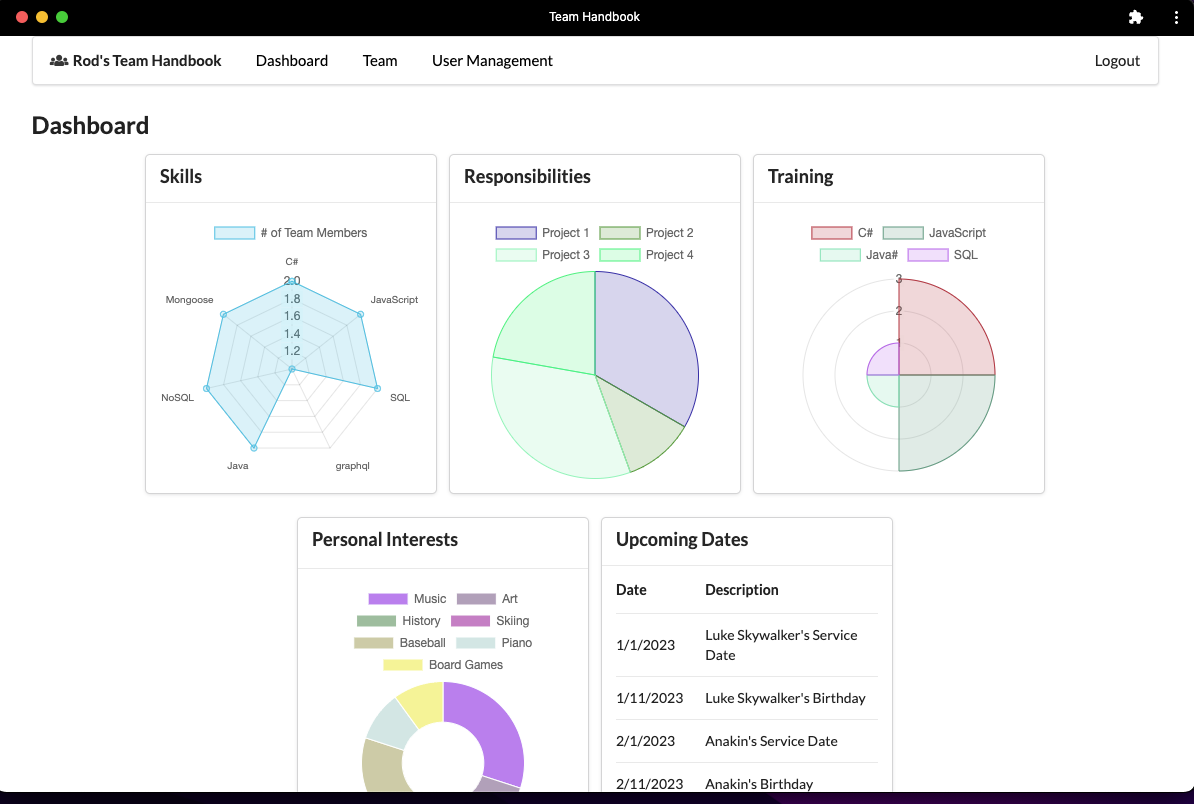 Team Handbook
Rod's Team Handbook Dashboard Team User Management Logout
Dashboard
Skills
# of Team Members
C#
2.0
Mongoose
1.8
JavaScript
1.6
1.4
1.2
NoSQL
SQL
Java
graphql
Responsibilities
Project 1 Project 2
Project 3 Project 4
Training
C# JavaScript
Java# SQL
3
2
1
Personal Interests
Music Art
History Skiing
Baseball Piano
Board Games
Upcoming Dates
Date Description
1/1/2023 Luke Skywalker's Service
Date
1/11/2023 Luke Skywalker's Birthday
2/1/2023 Anakin's Service Date
2/11/2023 Anakin's Birthday